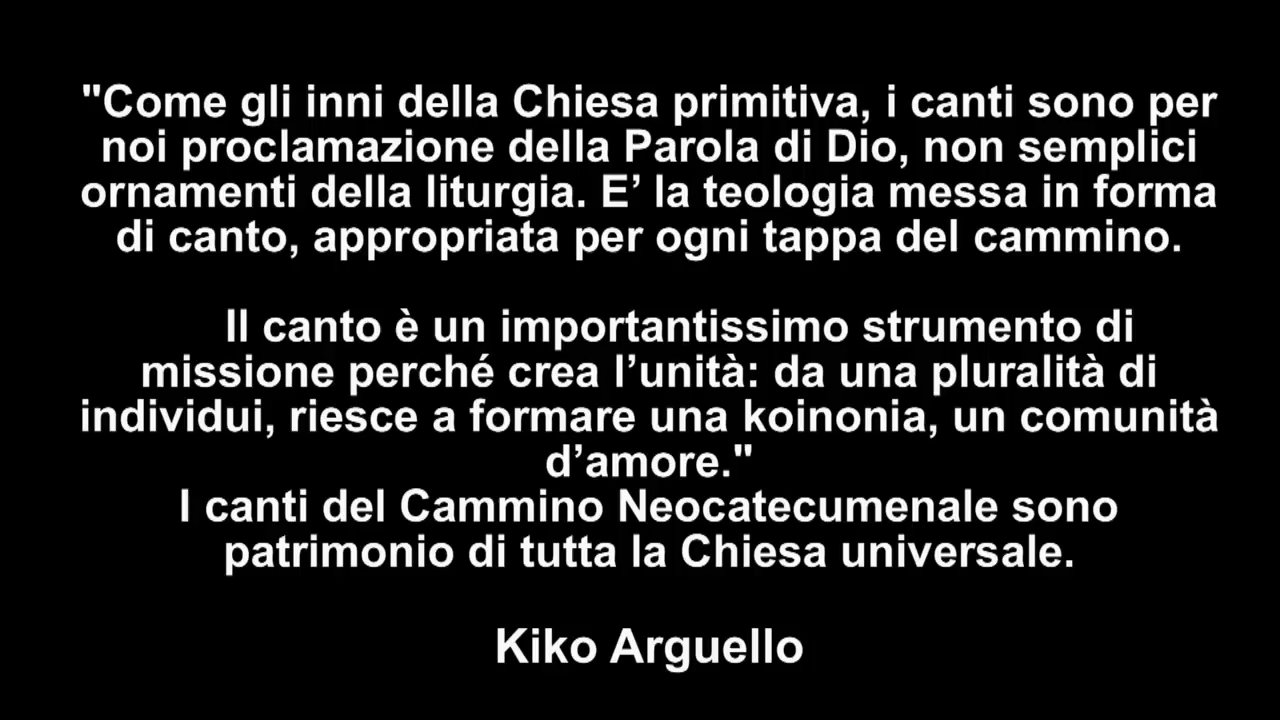 "Come gli inni della Chiesa primitiva, i canti sono per
noi proclamazione della Parola di Dio, non semplici
ornamenti della liturgia. E’ la teologia messa in forma
di canto, appropriata per ogni tappa del cammino.
Il canto è un importantissimo strumento di
missione perché crea l’unità: da una pluralità di
individui, riesce a formare una koinonia, un comunità
d’amore."
I canti del Cammino Neocatecumenale sono
patrimonio di tutta la Chiesa universale.
Kiko Arguello